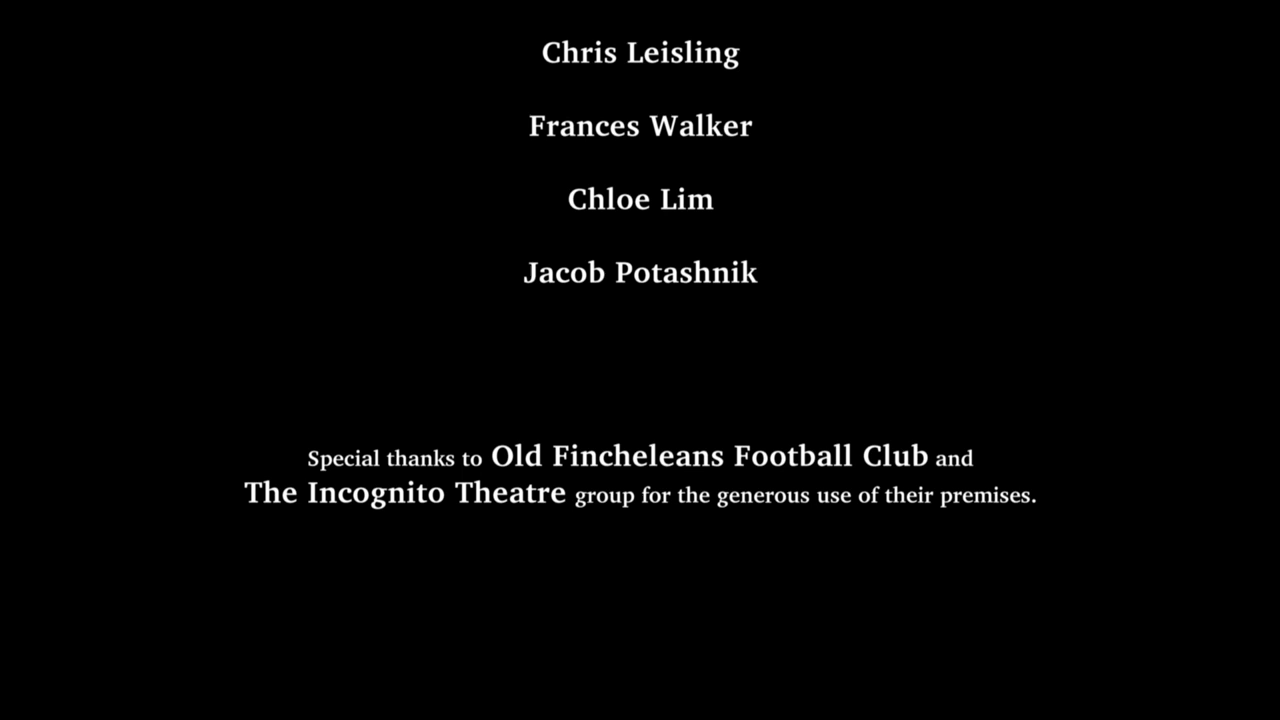 Chris Leisling
Frances Walker
Chloe Lim
Jacob Potashnik
Special thanks to Old Fincheleans Football Club and
The Incognito Theatre group for the generous use of their premises.